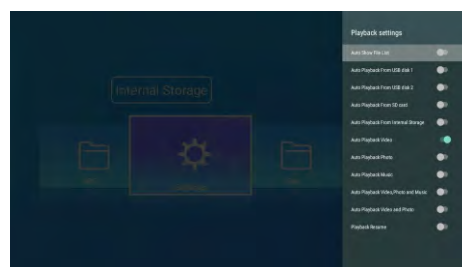 Playback settings
Auto Show File List
Auto Playback From USB disk 1
Auto Playback From USB disk 2
Auto Playback From SD card
Auto Playback From Internal Storage
Auto Playback Video
Auto Playback Photo
Auto Playback Music
Auto Playback Video,Photo and Music
Auto Playback Video and Photo
Playback Resume
Internal Storage